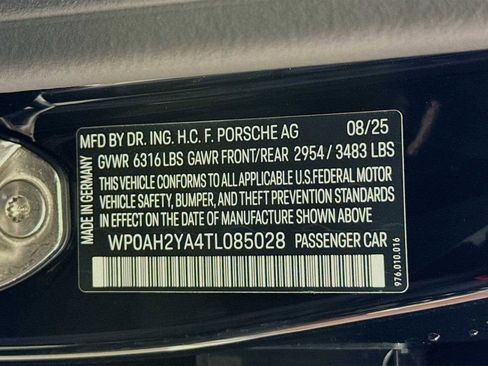 MFD BY DR. ING. H.C. F. PORSCHE AG 08/25
GVWR 6316LBS GAWR FRONT/REAR 2954 / 3483 LBS
THIS VEHICLE CONFORMS TO ALL APPLICABLE U.S.FEDERAL MOTOR
VEHICLE SAFETY, BUMPER, AND THEFT PREVENTION STANDARDS
IN EFFECT ON THE DATE OF MANUFACTURE SHOWN ABOVE
WP0AH2YA4TL085028 PASSENGER CAR
MADE IN GERMANY
976.010.016